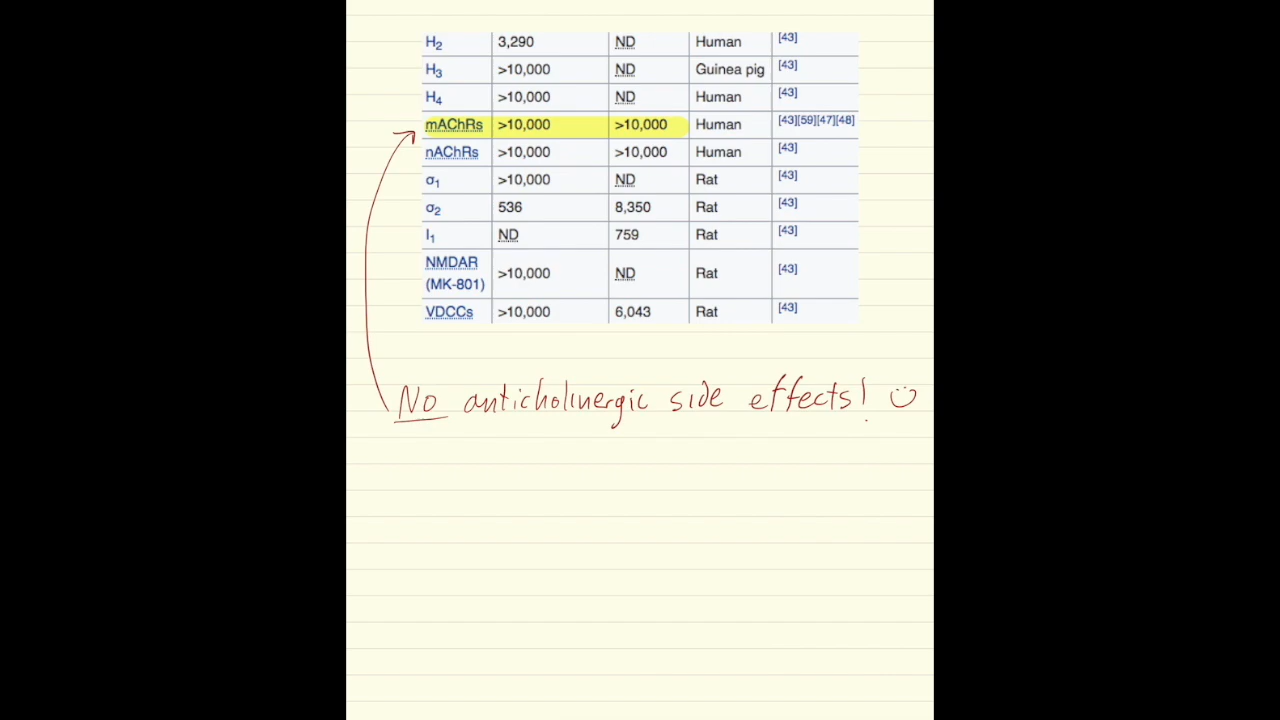 H₂ 3,290 ND Human [43]
H₃ >10,000 ND Guinea pig [43]
H₄ >10,000 ND Human [43]
mAChRs >10,000 >10,000 Human [43][59][47][48]
nAChRs >10,000 >10,000 Human [43]
σ₁ >10,000 ND Rat [43]
σ₂ 536 8,350 Rat [43]
I₁ ND 759 Rat [43]
NMDAR
(MK-801) >10,000 ND Rat [43]
VDCCs >10,000 6,043 Rat [43]
No anticholinergic side effects!